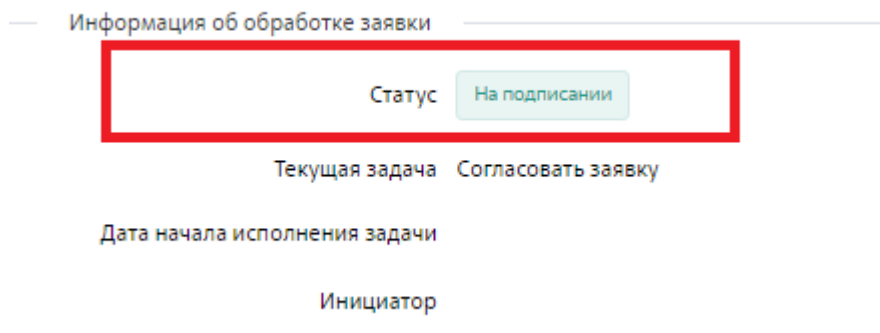 Информация об обработке заявки
Статус На подписании
Текущая задача Согласовать заявку
Дата начала исполнения задачи
Инициатор